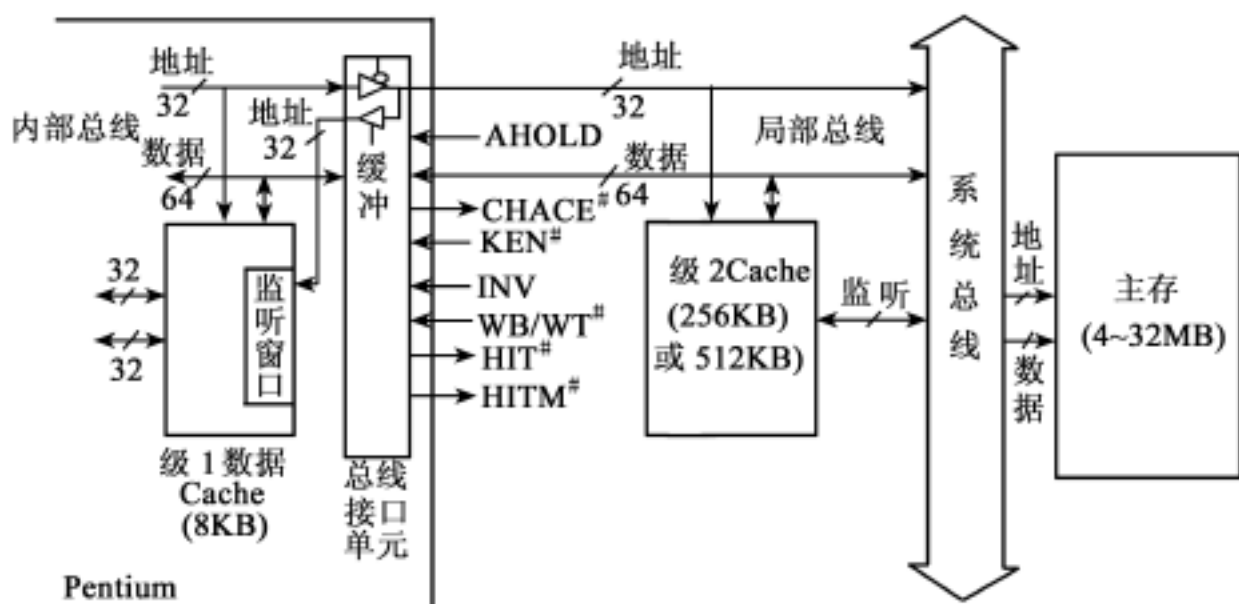 地址
32
内部总线
地址
32
数据
64
缓冲
32
32
监听窗口
级 1 数据
Cache
(8KB)
总线
接口
单元
Pentium
地址
32
AHOLD
局部总线
数据
64
CHACE#
KEN#
INV
WB/WT#
HIT#
HITM#
级 2Cache
(256KB)
或 512KB)
监听
系统总线
地址
数据
主存
(4~32MB)